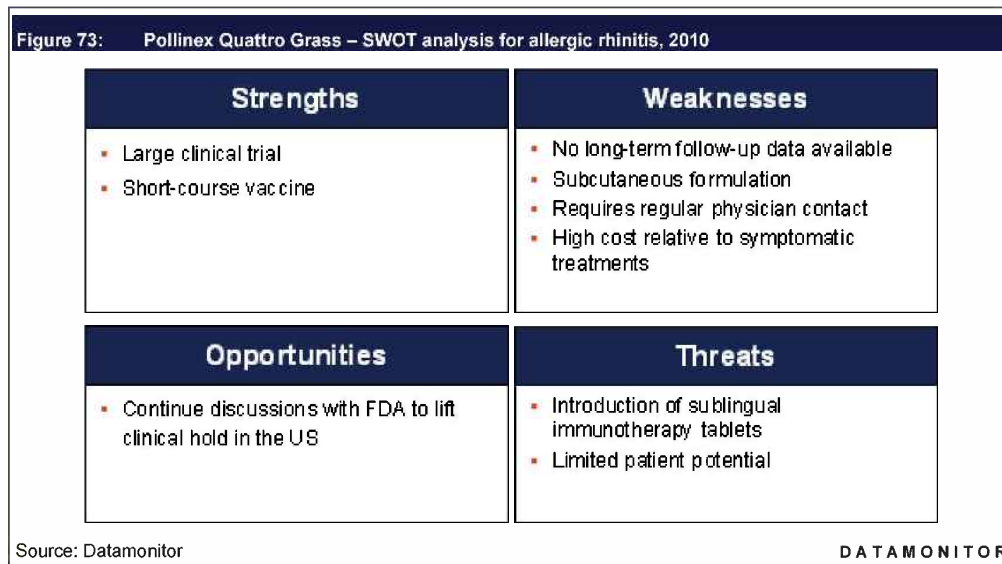 Figure 73: Pollinex Quattro Grass – SWOT analysis for allergic rhinitis, 2010
Strengths
▪ Large clinical trial
▪ Short-course vaccine
Weaknesses
▪ No long-term follow-up data available
▪ Subcutaneous formulation
▪ Requires regular physician contact
▪ High cost relative to symptomatic
treatments
Opportunities
▪ Continue discussions with FDA to lift
clinical hold in the US
Threats
▪ Introduction of sublingual
immunotherapy tablets
▪ Limited patient potential
Source: Datamonitor
DATAMONITOR